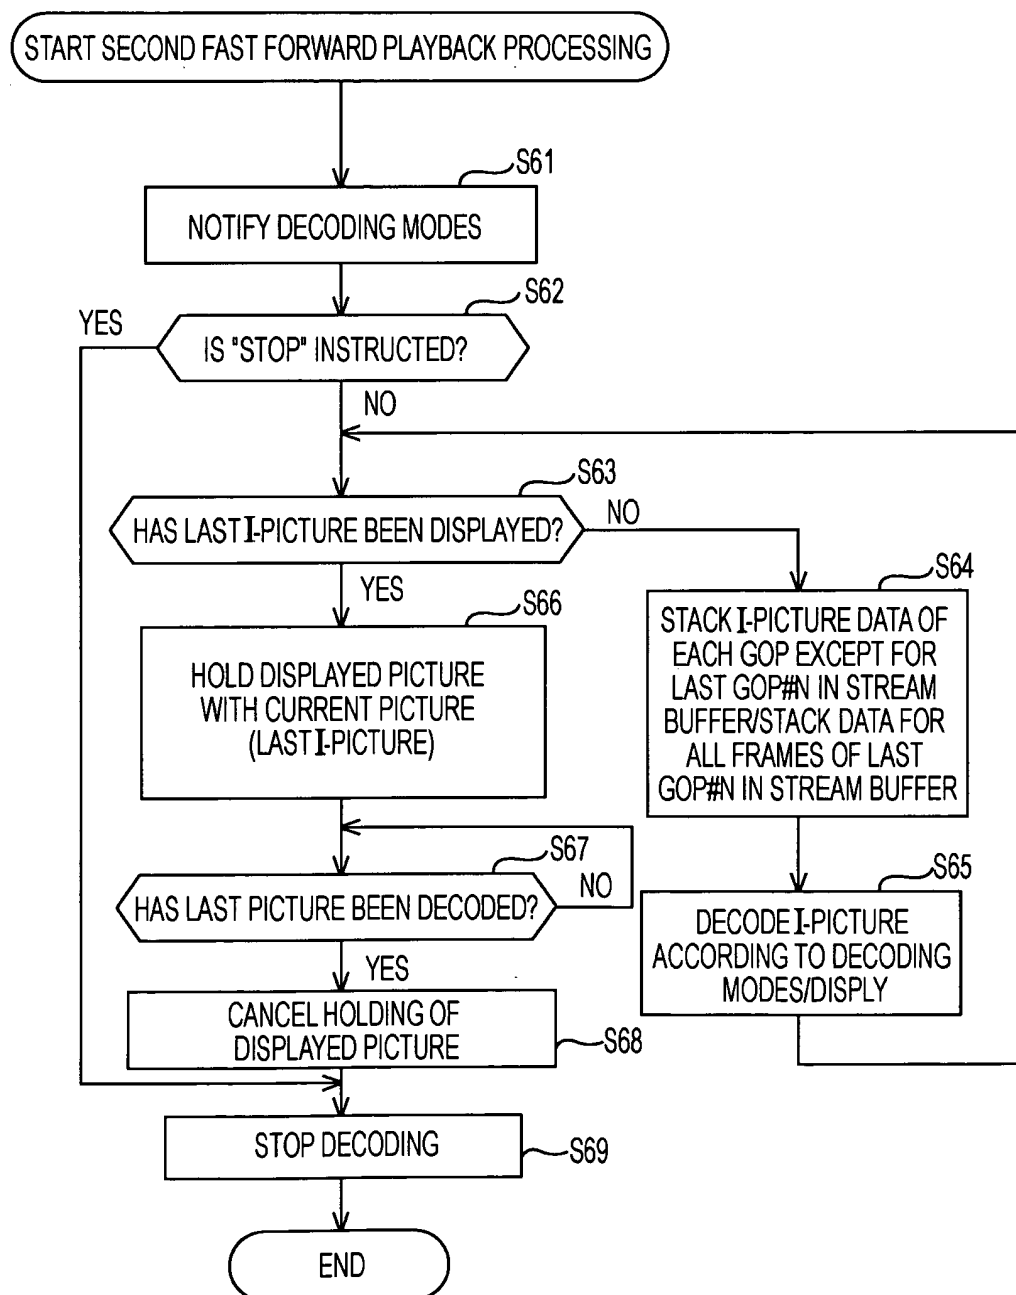 START SECOND FAST FORWARD PLAYBACK PROCESSING
S61
NOTIFY DECODING MODES
S62
YES
IS "STOP" INSTRUCTED?
NO
S63
HAS LAST I-PICTURE BEEN DISPLAYED?
NO
YES
S64
STACK I-PICTURE DATA OF
EACH GOP EXCEPT FOR
LAST GOP#N IN STREAM
BUFFER/STACK DATA FOR
ALL FRAMES OF LAST
GOP#N IN STREAM BUFFER
S66
HOLD DISPLAYED PICTURE
WITH CURRENT PICTURE
(LAST I-PICTURE)
S65
DECODE I-PICTURE
ACCORDING TO DECODING
MODES/DISPLY
S67
HAS LAST PICTURE BEEN DECODED?
NO
YES
CANCEL HOLDING OF
DISPLAYED PICTURE
S68
STOP DECODING
S69
END